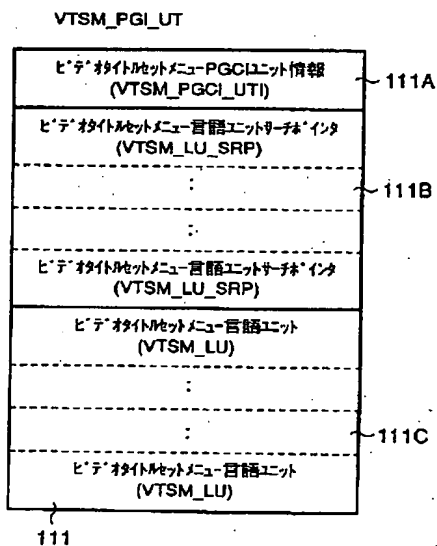 VTSM_PGI_UT
ビデオタイトルセットメニューPGCIユニット情報
(VTSM_PGCI_UTI)
111A
ビデオタイトルセットメニュー言語ユニットサーチポインタ
(VTSM_LU_SRP)
:
111B
:
ビデオタイトルセットメニュー言語ユニットサーチポインタ
(VTSM_LU_SRP)
ビデオタイトルセットメニュー言語ユニット
(VTSM_LU)
:
:
111C
ビデオタイトルセットメニュー言語ユニット
(VTSM_LU)
111